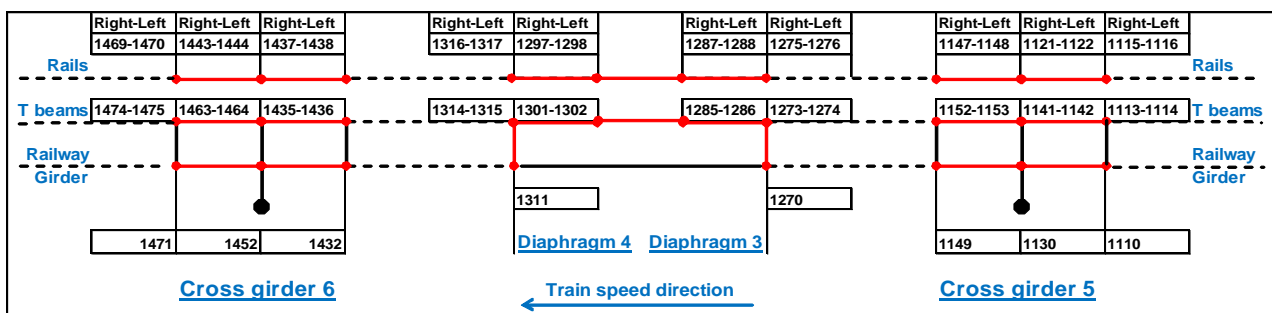 Right-Left Right-Left Right-Left Right-Left Right-Left Right-Left Right-Left Right-Left Right-Left Right-Left
1469-1470 1443-1444 1437-1438 1316-1317 1297-1298 1287-1288 1275-1276 1147-1148 1121-1122 1115-1116
Rails Rails
T beams 1474-1475 1463-1464 1435-1436 1314-1315 1301-1302 1285-1286 1273-1274 1152-1153 1141-1142 1113-1114 T beams
Railway Railway
Girder Girder
1311 1270
1471 1452 1432 Diaphragm 4 Diaphragm 3 1149 1130 1110
Cross girder 6 Train speed direction Cross girder 5